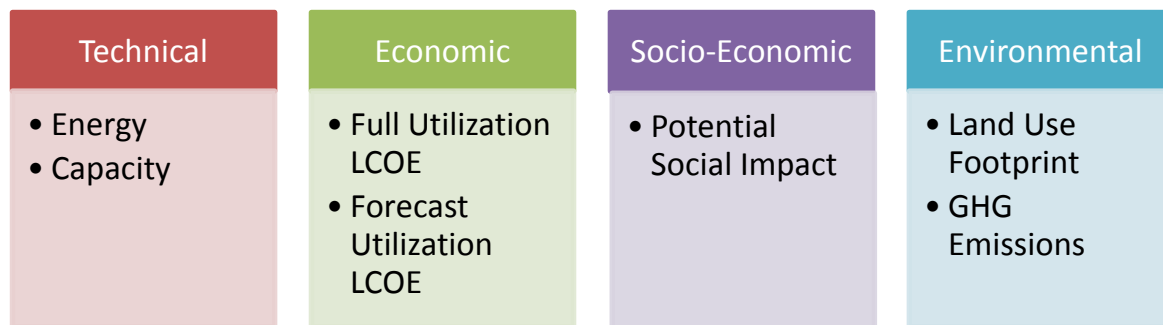 Technical
• Energy
• Capacity
Economic
• Full Utilization
LCOE
• Forecast
Utilization
LCOE
Socio-Economic
• Potential
Social Impact
Environmental
• Land Use
Footprint
• GHG
Emissions